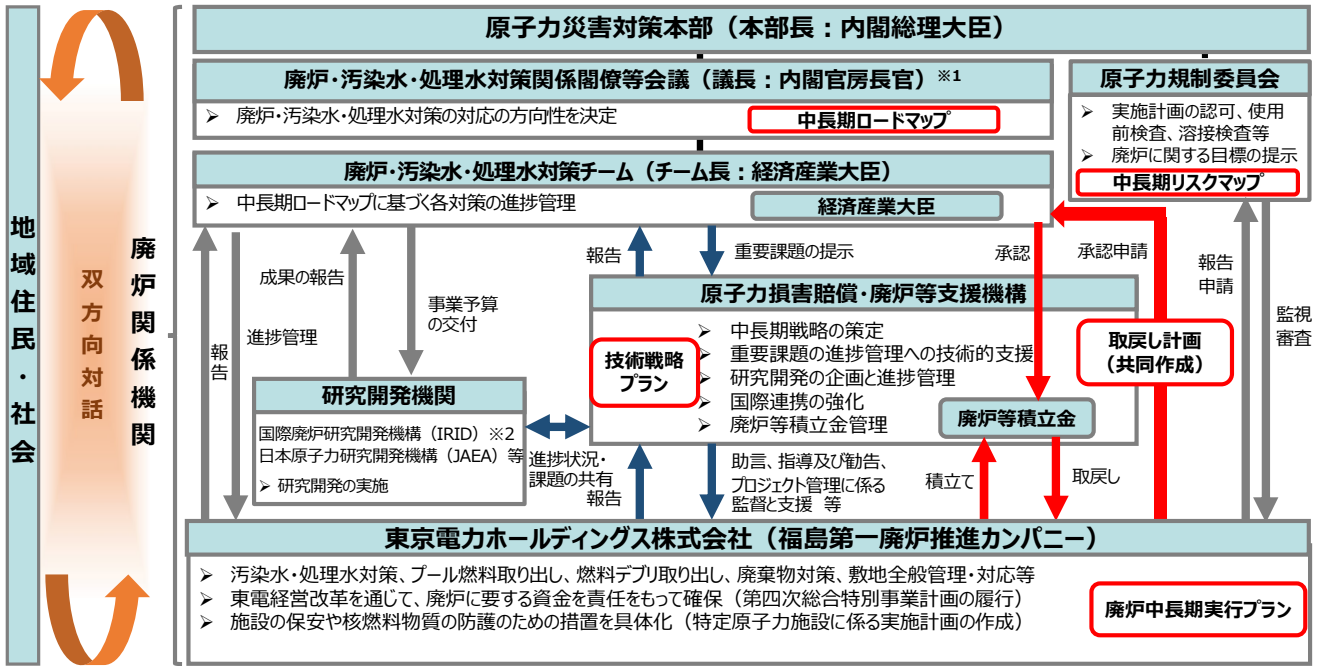 原子力災害対策本部（本部長：内閣総理大臣）
廃炉・汚染水・処理水対策関係閣僚等会議（議長：内閣官房長官）※1
➢ 廃炉・汚染水・処理水対策の対応の方向性を決定
中長期ロードマップ
原子力規制委員会
➢ 実施計画の認可、使用
前検査、溶接検査等
➢ 廃炉に関する目標の提示
中長期リスクマップ
廃炉・汚染水・処理水対策チーム（チーム長：経済産業大臣）
➢ 中長期ロードマップに基づく各対策の進捗管理
経済産業大臣
地域住民・社会
双方向対話
廃炉関係機関
報告
進捗管理
成果の報告
事業予算
の交付
報告
重要課題の提示
承認
承認申請
報告
申請
監視
審査
原子力損害賠償・廃炉等支援機構
➢ 中長期戦略の策定
➢ 重要課題の進捗管理への技術的支援
➢ 研究開発の企画と進捗管理
➢ 国際連携の強化
➢ 廃炉等積立金管理
技術戦略
プラン
廃炉等積立金
取戻し計画
（共同作成）
研究開発機関
国際廃炉研究開発機構（IRID）※2
日本原子力研究開発機構（JAEA）等
➢ 研究開発の実施
進捗状況・
課題の共有
報告
助言、指導及び勧告、
プロジェクト管理に係る
監督と支援 等
積立て
取戻し
東京電力ホールディングス株式会社（福島第一廃炉推進カンパニー）
➢ 汚染水・処理水対策、プール燃料取り出し、燃料デブリ取り出し、廃棄物対策、敷地全般管理・対応等
➢ 東電経営改革を通じて、廃炉に要する資金を責任をもって確保（第四次総合特別事業計画の履行）
➢ 施設の保安や核燃料物質の防護のための措置を具体化（特定原子力施設に係る実施計画の作成）
廃炉中長期実行プラン